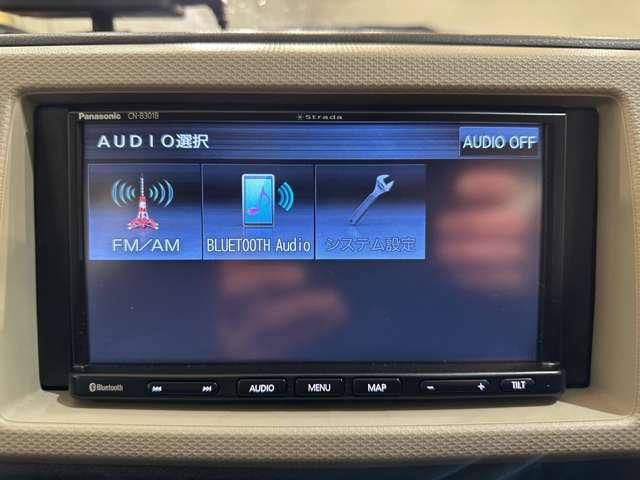 Panasonic CN-B301B Strada
AUDIO選択 AUDIO OFF
FM/AM BLUETOOTH Audio システム設定
Bluetooth AUDIO MENU MAP − + TILT